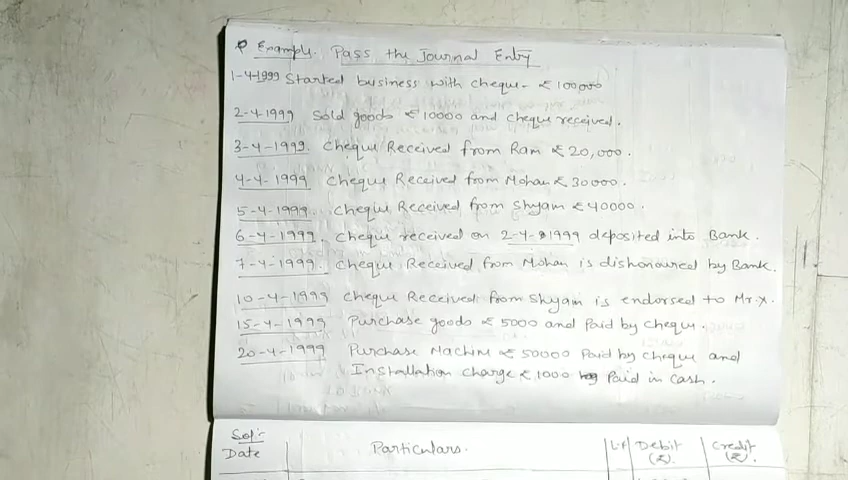 Example. Pass the Journal Entry
1-4-1999 Started business with cheque - ₹ 100,000
2-4-1999 Sold goods ₹ 10000 and cheque received.
3-4-1999. Cheque Received from Ram ₹ 20,000.
4-4-1999 Cheque Received from Mohan ₹ 30000.
5-4-1999. Cheque Received from Shyam ₹ 40000.
6-4-1999. Cheque received on 2-4-1999 deposited into Bank.
7-4-1999. Cheque Received from Mohan is dishonoured by Bank.
10-4-1999 Cheque Received from Shyam is endorsed to Mr. X.
15-4-1999 Purchase goods ₹ 5000 and Paid by cheque.
20-4-1999 Purchase Machine ₹ 50000 Paid by cheque and
Installation charge ₹ 1000 Paid in Cash.
Sol:-
Date Particulars. L.F Debit (₹). Credit (₹).